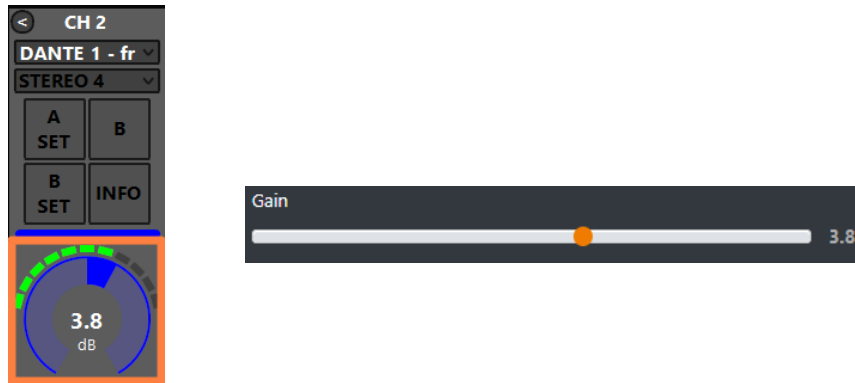 <
CH 2
DANTE 1 - fr
STEREO 4
A
SET
B
B
SET
INFO
3.8
dB
Gain
3.8